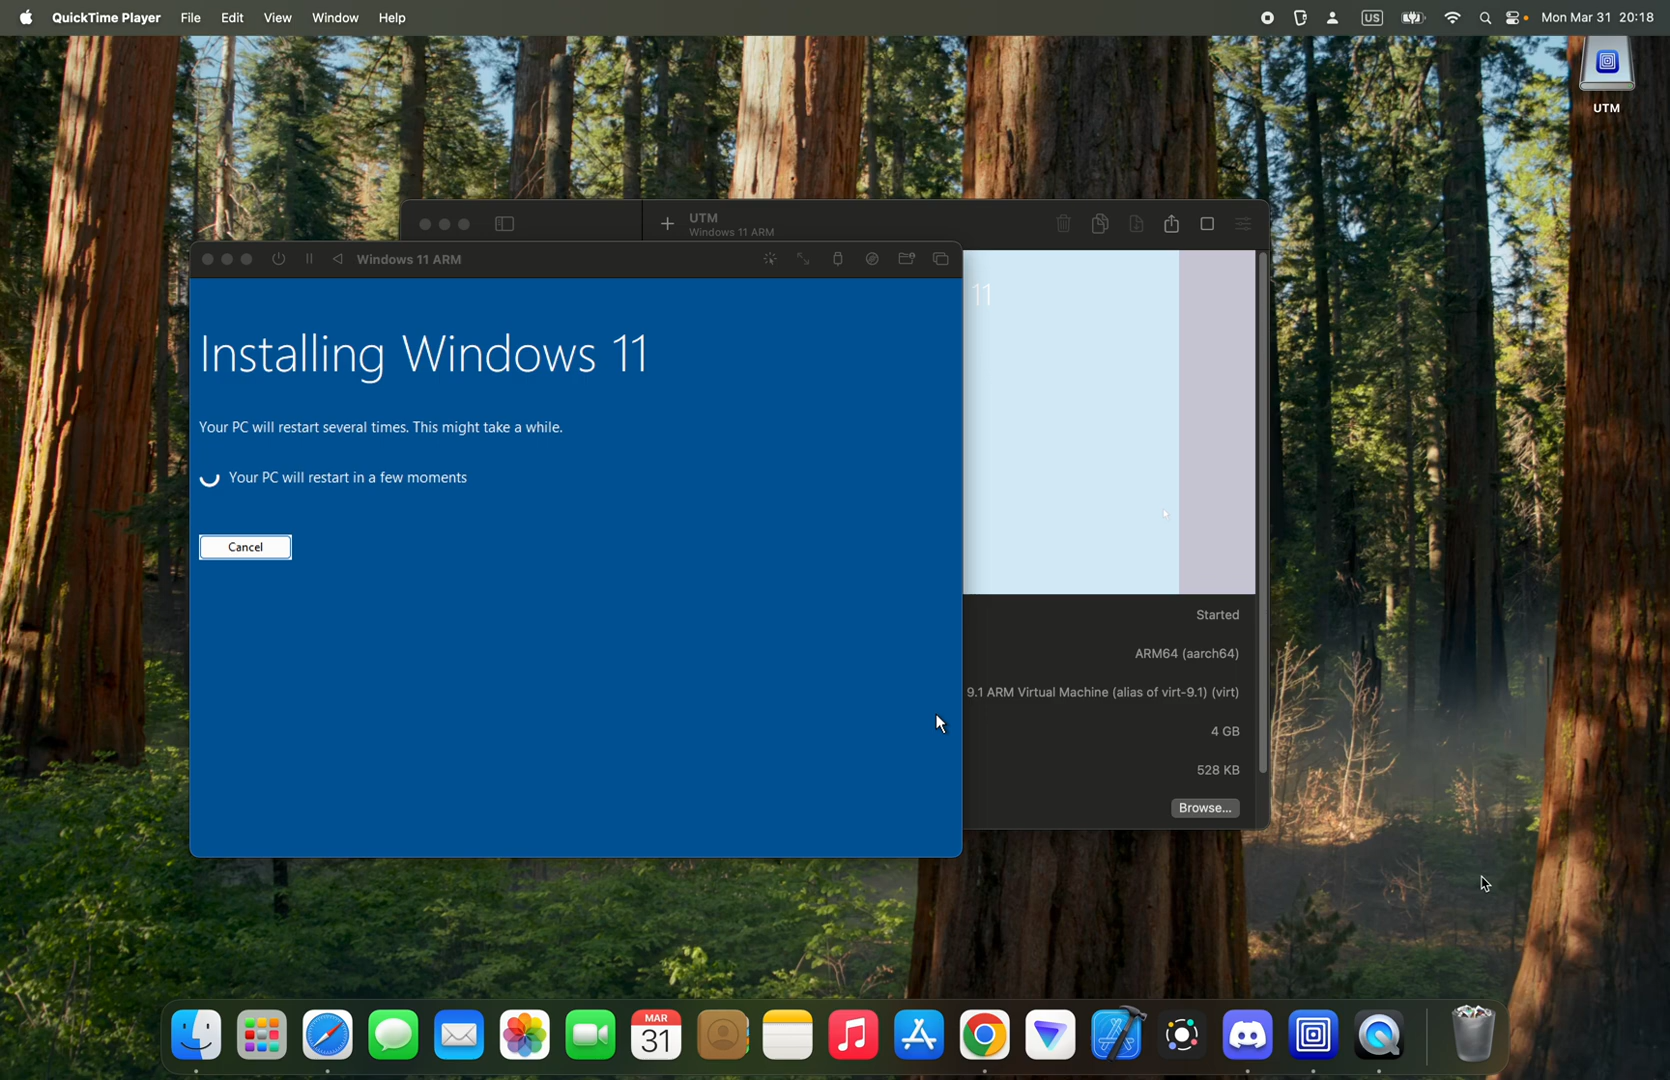 QuickTime Player File Edit View Window Help
US
Mon Mar 31 20:18
UTM
UTM
Windows 11 ARM
Windows 11 ARM
11
Installing Windows 11
Your PC will restart several times. This might take a while.
Your PC will restart in a few moments
Cancel
Started
ARM64 (aarch64)
9.1 ARM Virtual Machine (alias of virt-9.1) (virt)
4 GB
528 KB
Browse...
MAR
31